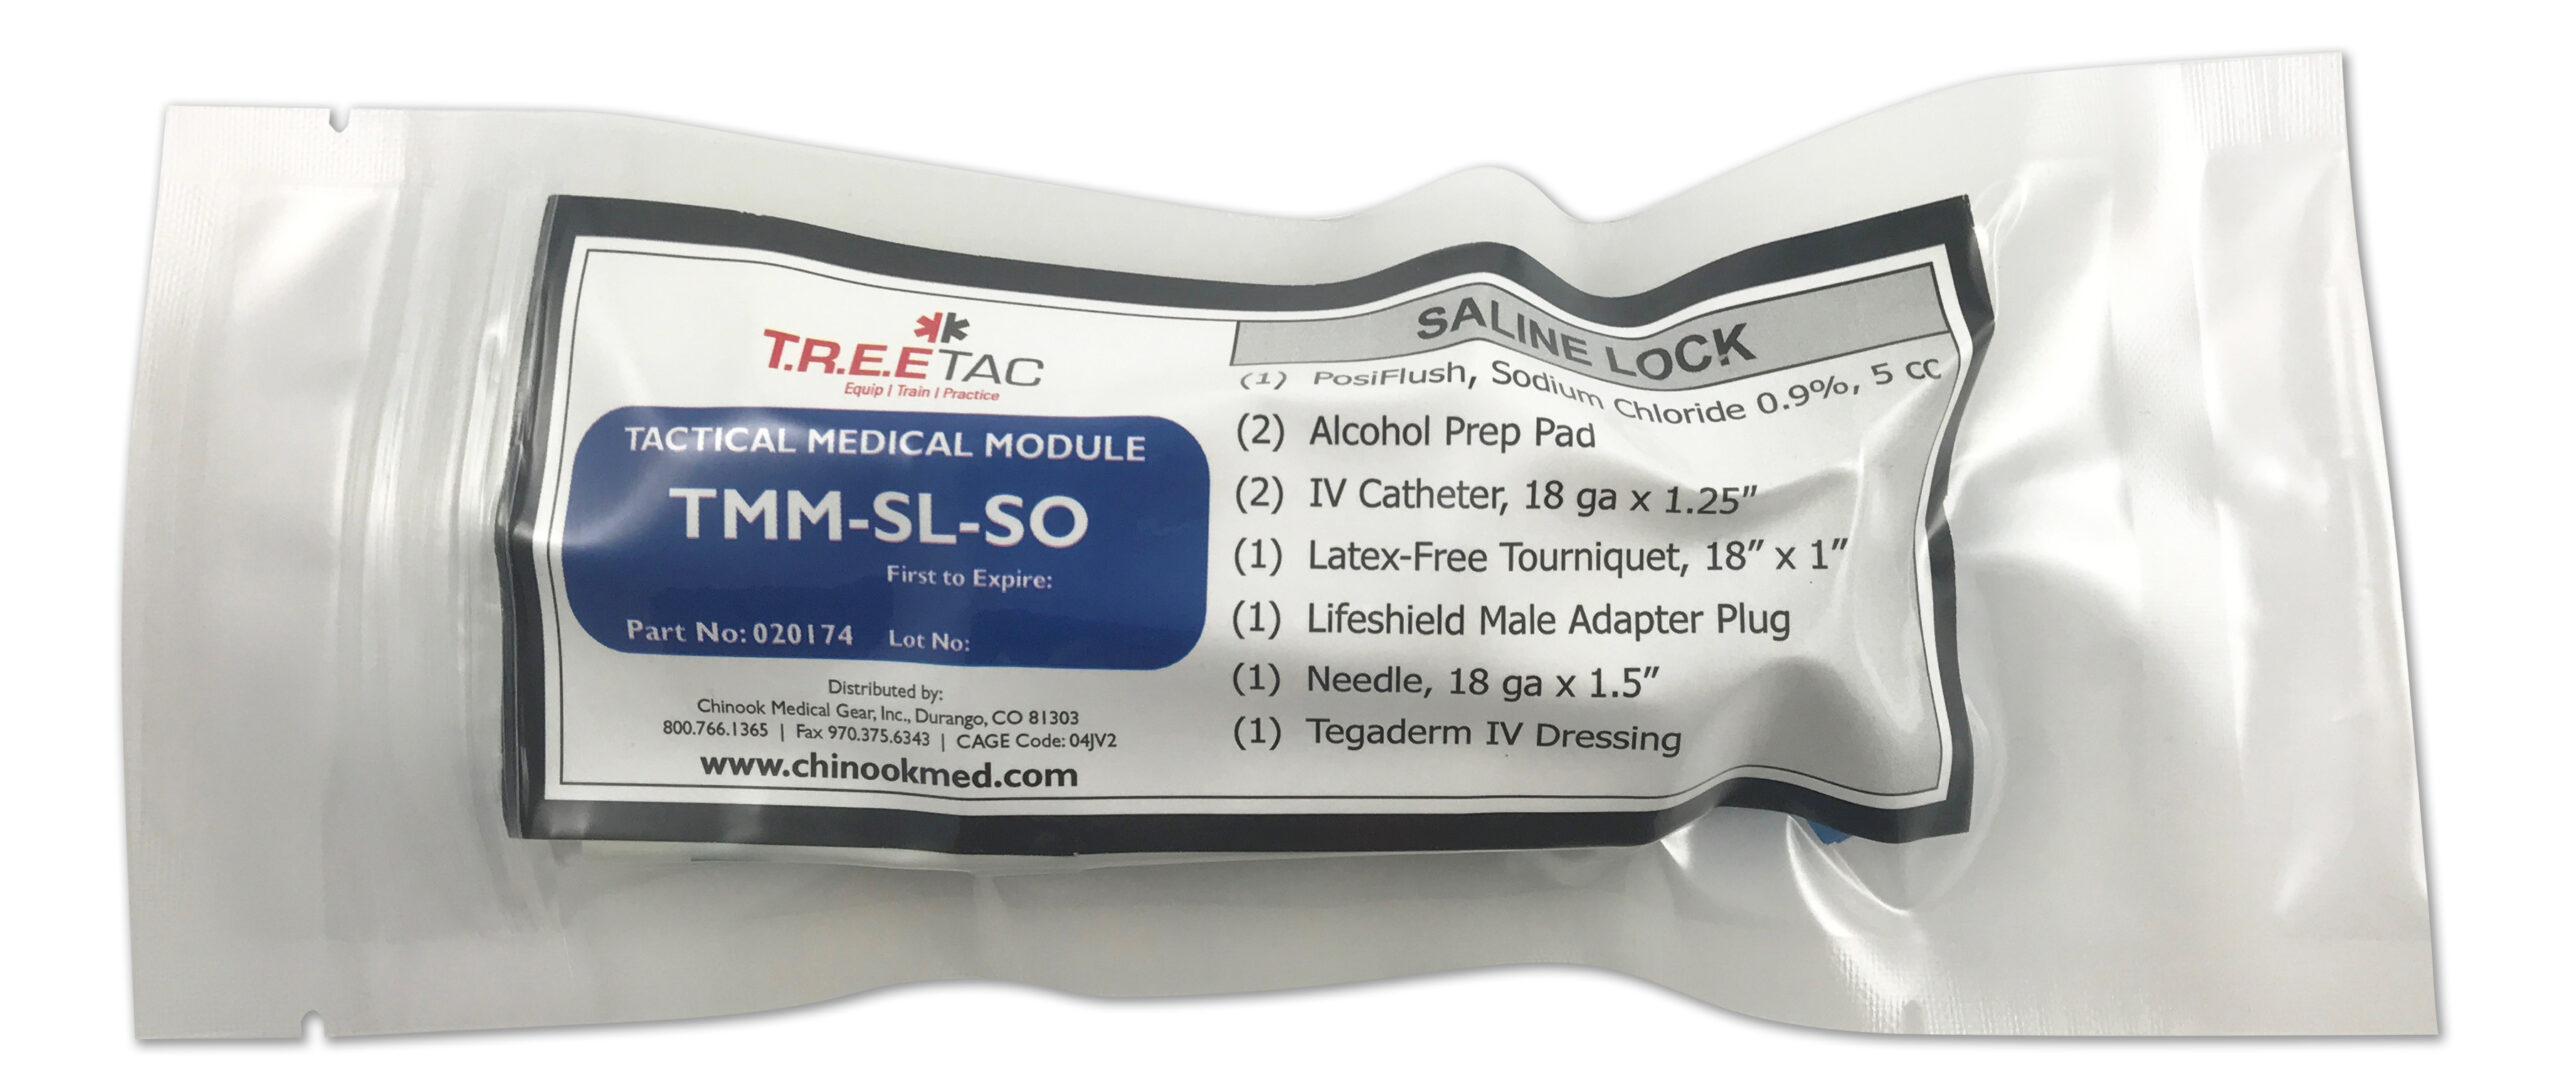 T.R.E.E TAC
Equip | Train | Practice
TACTICAL MEDICAL MODULE
TMM-SL-SO
First to Expire:
Part No: 020174 Lot No:
Distributed by:
Chinook Medical Gear, Inc., Durango, CO 81303
800.766.1365 | Fax 970.375.6343 | CAGE Code: 04JV2
www.chinookmed.com
SALINE LOCK
(1) PosiFlush, Sodium Chloride 0.9%, 5 cc
(2) Alcohol Prep Pad
(2) IV Catheter, 18 ga x 1.25”
(1) Latex-Free Tourniquet, 18” x 1”
(1) Lifeshield Male Adapter Plug
(1) Needle, 18 ga x 1.5”
(1) Tegaderm IV Dressing